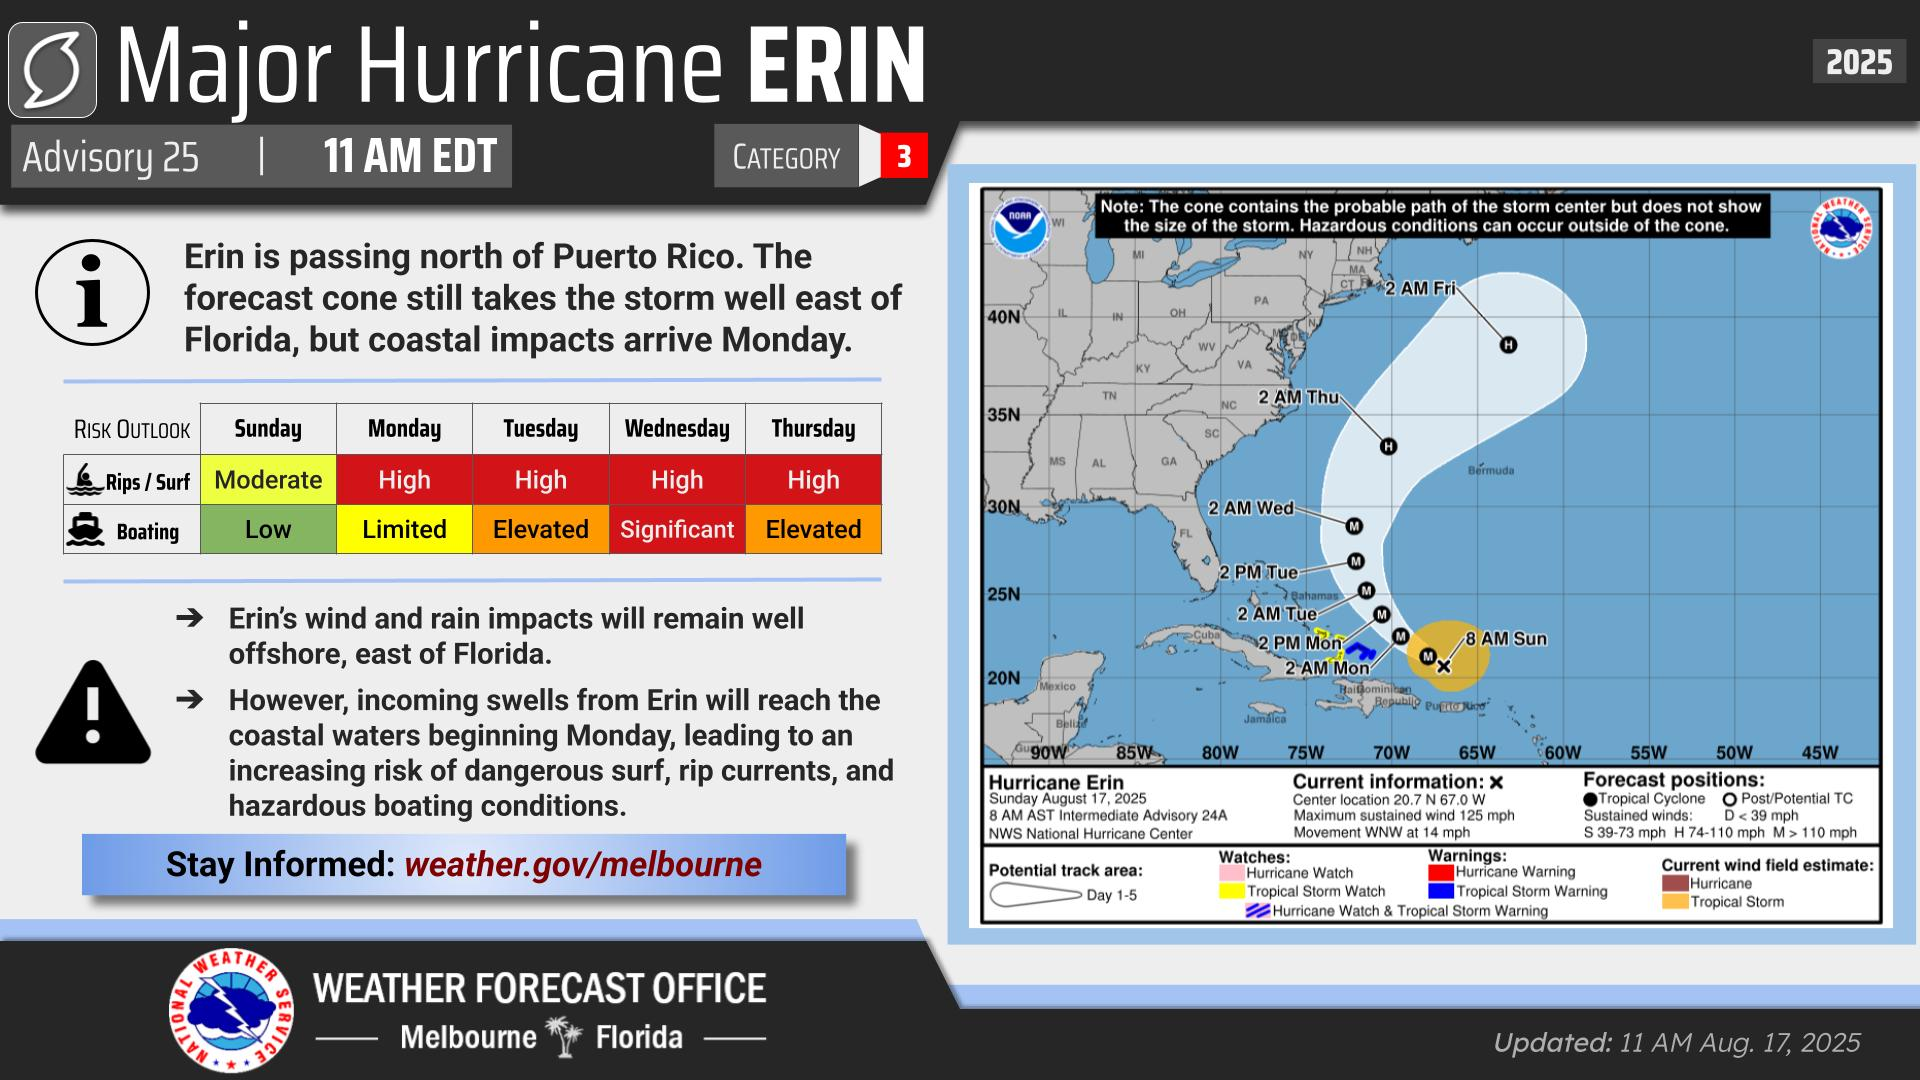 Major Hurricane ERIN
2025
Advisory 25 | 11 AM EDT
CATEGORY 3
Erin is passing north of Puerto Rico. The
forecast cone still takes the storm well east of
Florida, but coastal impacts arrive Monday.
RISK OUTLOOK Sunday Monday Tuesday Wednesday Thursday
Rips / Surf Moderate High High High High
Boating Low Limited Elevated Significant Elevated
➔ Erin's wind and rain impacts will remain well
offshore, east of Florida.
➔ However, incoming swells from Erin will reach the
coastal waters beginning Monday, leading to an
increasing risk of dangerous surf, rip currents, and
hazardous boating conditions.
Stay Informed: weather.gov/melbourne
NATIONAL WEATHER SERVICE
WEATHER FORECAST OFFICE
Melbourne Florida
NOAA
Note: The cone contains the probable path of the storm center but does not show
the size of the storm. Hazardous conditions can occur outside of the cone.
NATIONAL WEATHER SERVICE
WI
MI
NY
NH
MA
CT
2 AM Fri
H
PA
40N
IL
IN
OH
WV
VA
KY
2 AM Thu
H
TN
NC
35N
SC
MS
AL
GA
Bermuda
30N
2 AM Wed
M
FL
2 PM Tue
M
25N
Bahamas
2 AM Tue
M
2 PM Mon
M
Cuba
8 AM Sun
2 AM Mon
M
M
20N
Mexico
Haiti
Dominican
Republic
Puerto Rico
Jamaica
Belize
90W 85W 80W 75W 70W 65W 60W 55W 50W 45W
Hurricane Erin
Sunday August 17, 2025
8 AM AST Intermediate Advisory 24A
NWS National Hurricane Center
Current information: x
Center location 20.7 N 67.0 W
Maximum sustained wind 125 mph
Movement WNW at 14 mph
Forecast positions:
Tropical Cyclone Post/Potential TC
Sustained winds: D < 39 mph
S 39-73 mph H 74-110 mph M > 110 mph
Potential track area:
Day 1-5
Watches:
Hurricane Watch
Tropical Storm Watch
Warnings:
Hurricane Warning
Tropical Storm Warning
Hurricane Watch & Tropical Storm Warning
Current wind field estimate:
Hurricane
Tropical Storm
Updated: 11 AM Aug. 17, 2025